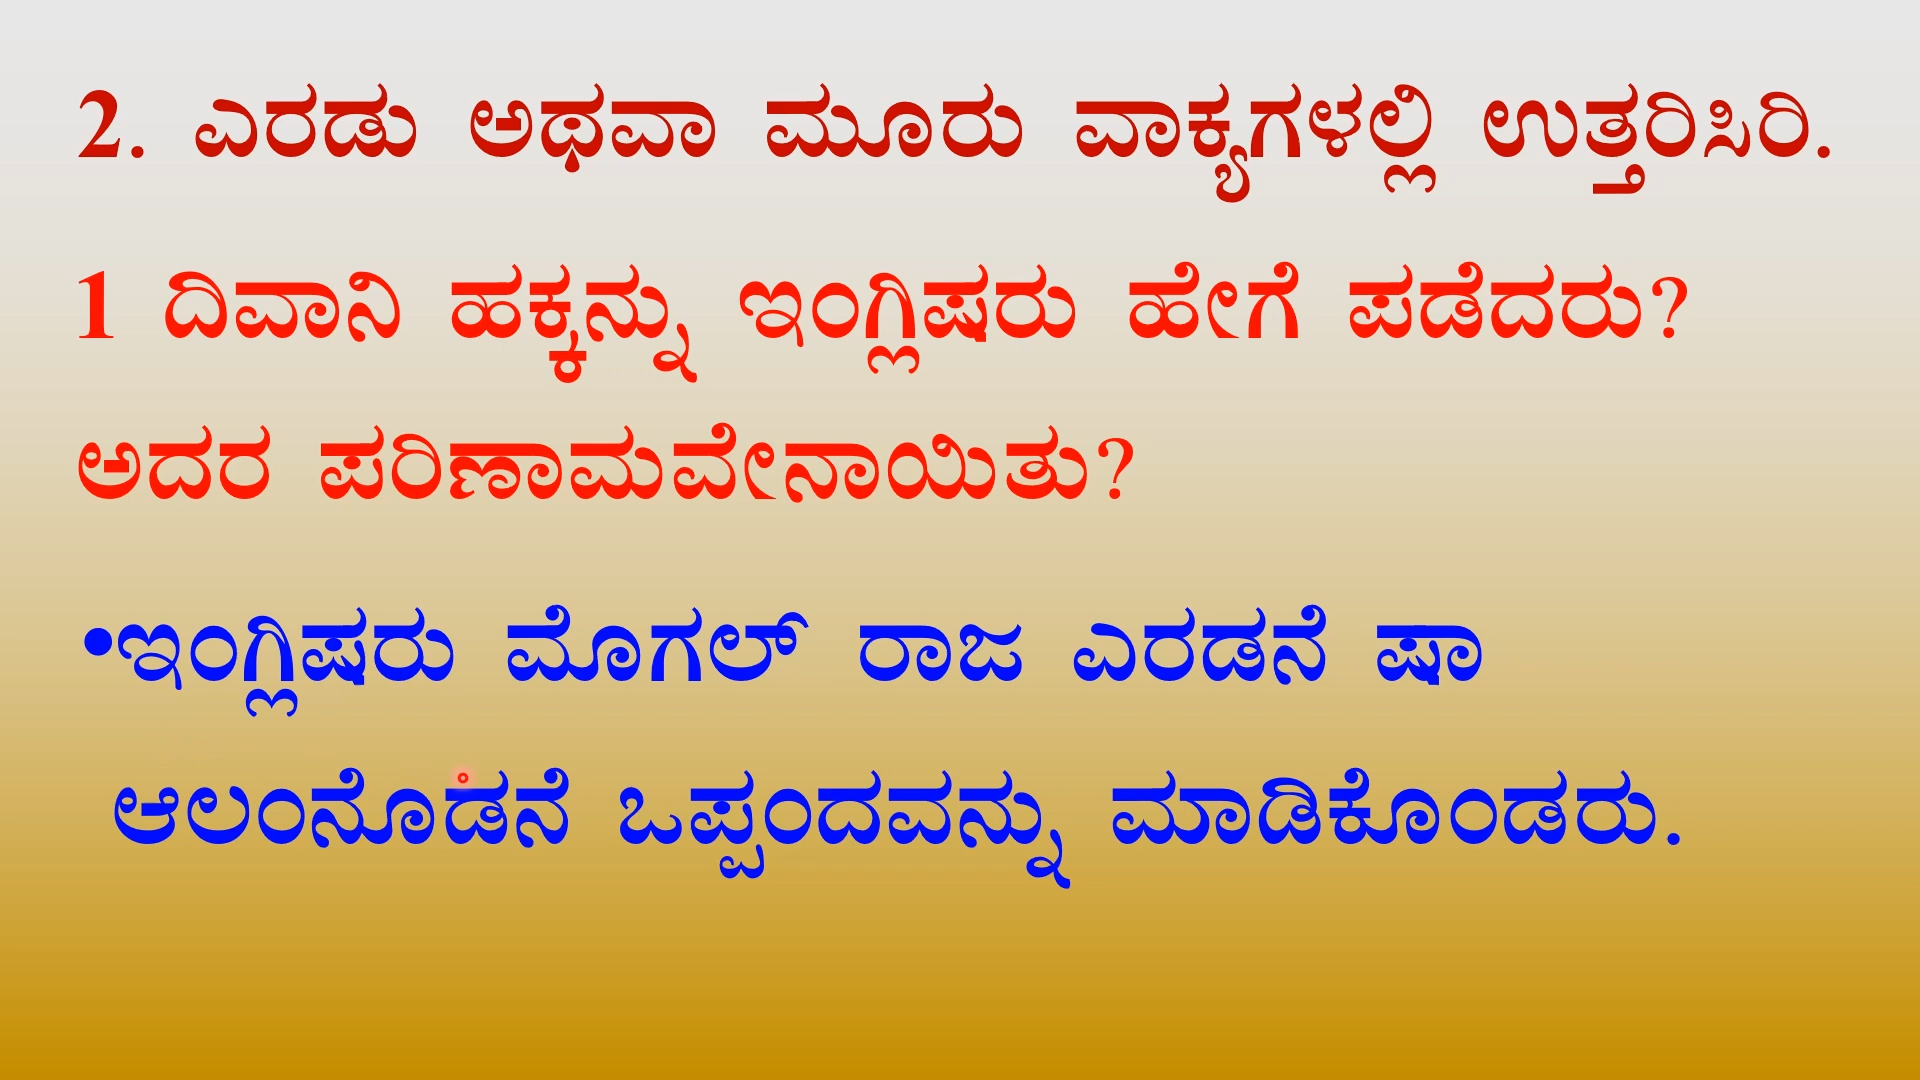 2. ಎರಡು ಅಥವಾ ಮೂರು ವಾಕ್ಯಗಳಲ್ಲಿ ಉತ್ತರಿಸಿರಿ.
1 ದಿವಾನಿ ಹಕ್ಕನ್ನು ಇಂಗ್ಲಿಷರು ಹೇಗೆ ಪಡೆದರು?
ಅದರ ಪರಿಣಾಮವೇನಾಯಿತು?
•ಇಂಗ್ಲಿಷರು ಮೊಗಲ್ ರಾಜ ಎರಡನೆ ಷಾ
ಆಲಂನೊಡನೆ ಒಪ್ಪಂದವನ್ನು ಮಾಡಿಕೊಂಡರು.